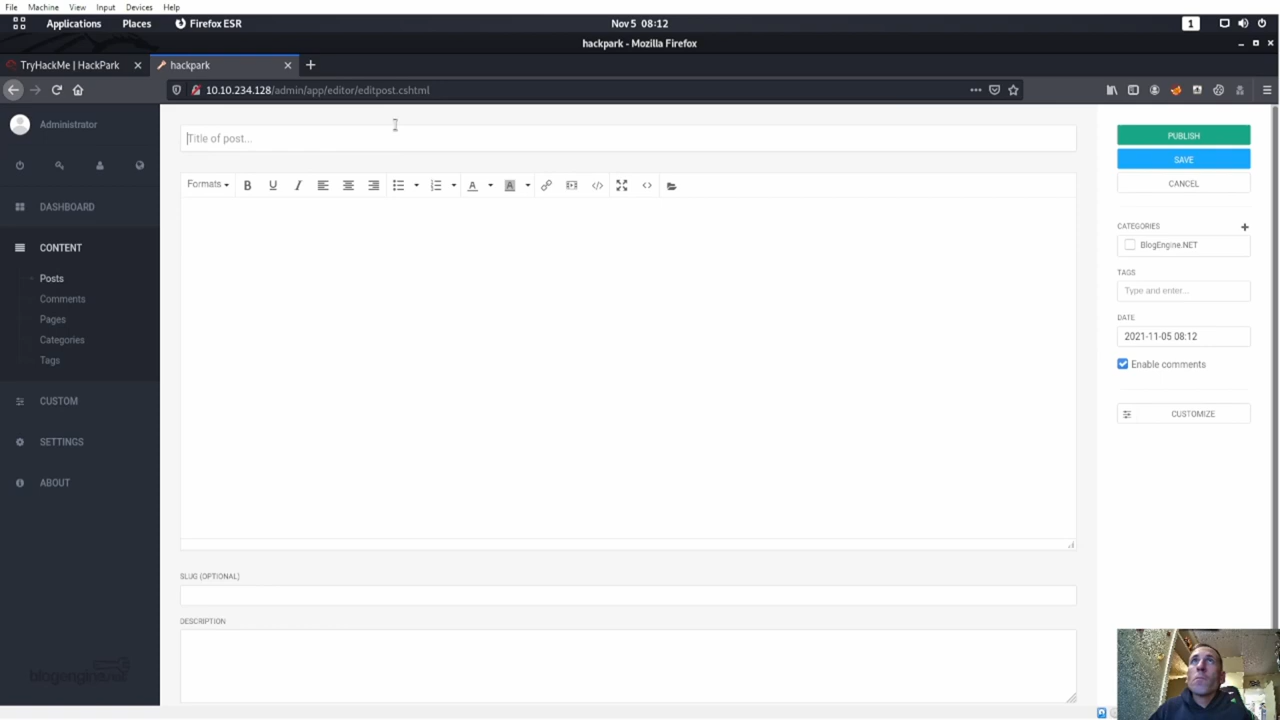 File Machine View Input Devices Help
Applications Places Firefox ESR Nov 5 08:12 1
hackpark - Mozilla Firefox
TryHackMe | HackPark hackpark
10.10.234.128/admin/app/editor/editpost.cshtml
Administrator
DASHBOARD
CONTENT
Posts
Comments
Pages
Categories
Tags
CUSTOM
SETTINGS
ABOUT
blogengine.net
Title of post...
Formats B U I A A
SLUG (OPTIONAL)
DESCRIPTION
PUBLISH
SAVE
CANCEL
CATEGORIES
BlogEngine.NET
TAGS
Type and enter...
DATE
2021-11-05 08:12
Enable comments
CUSTOMIZE